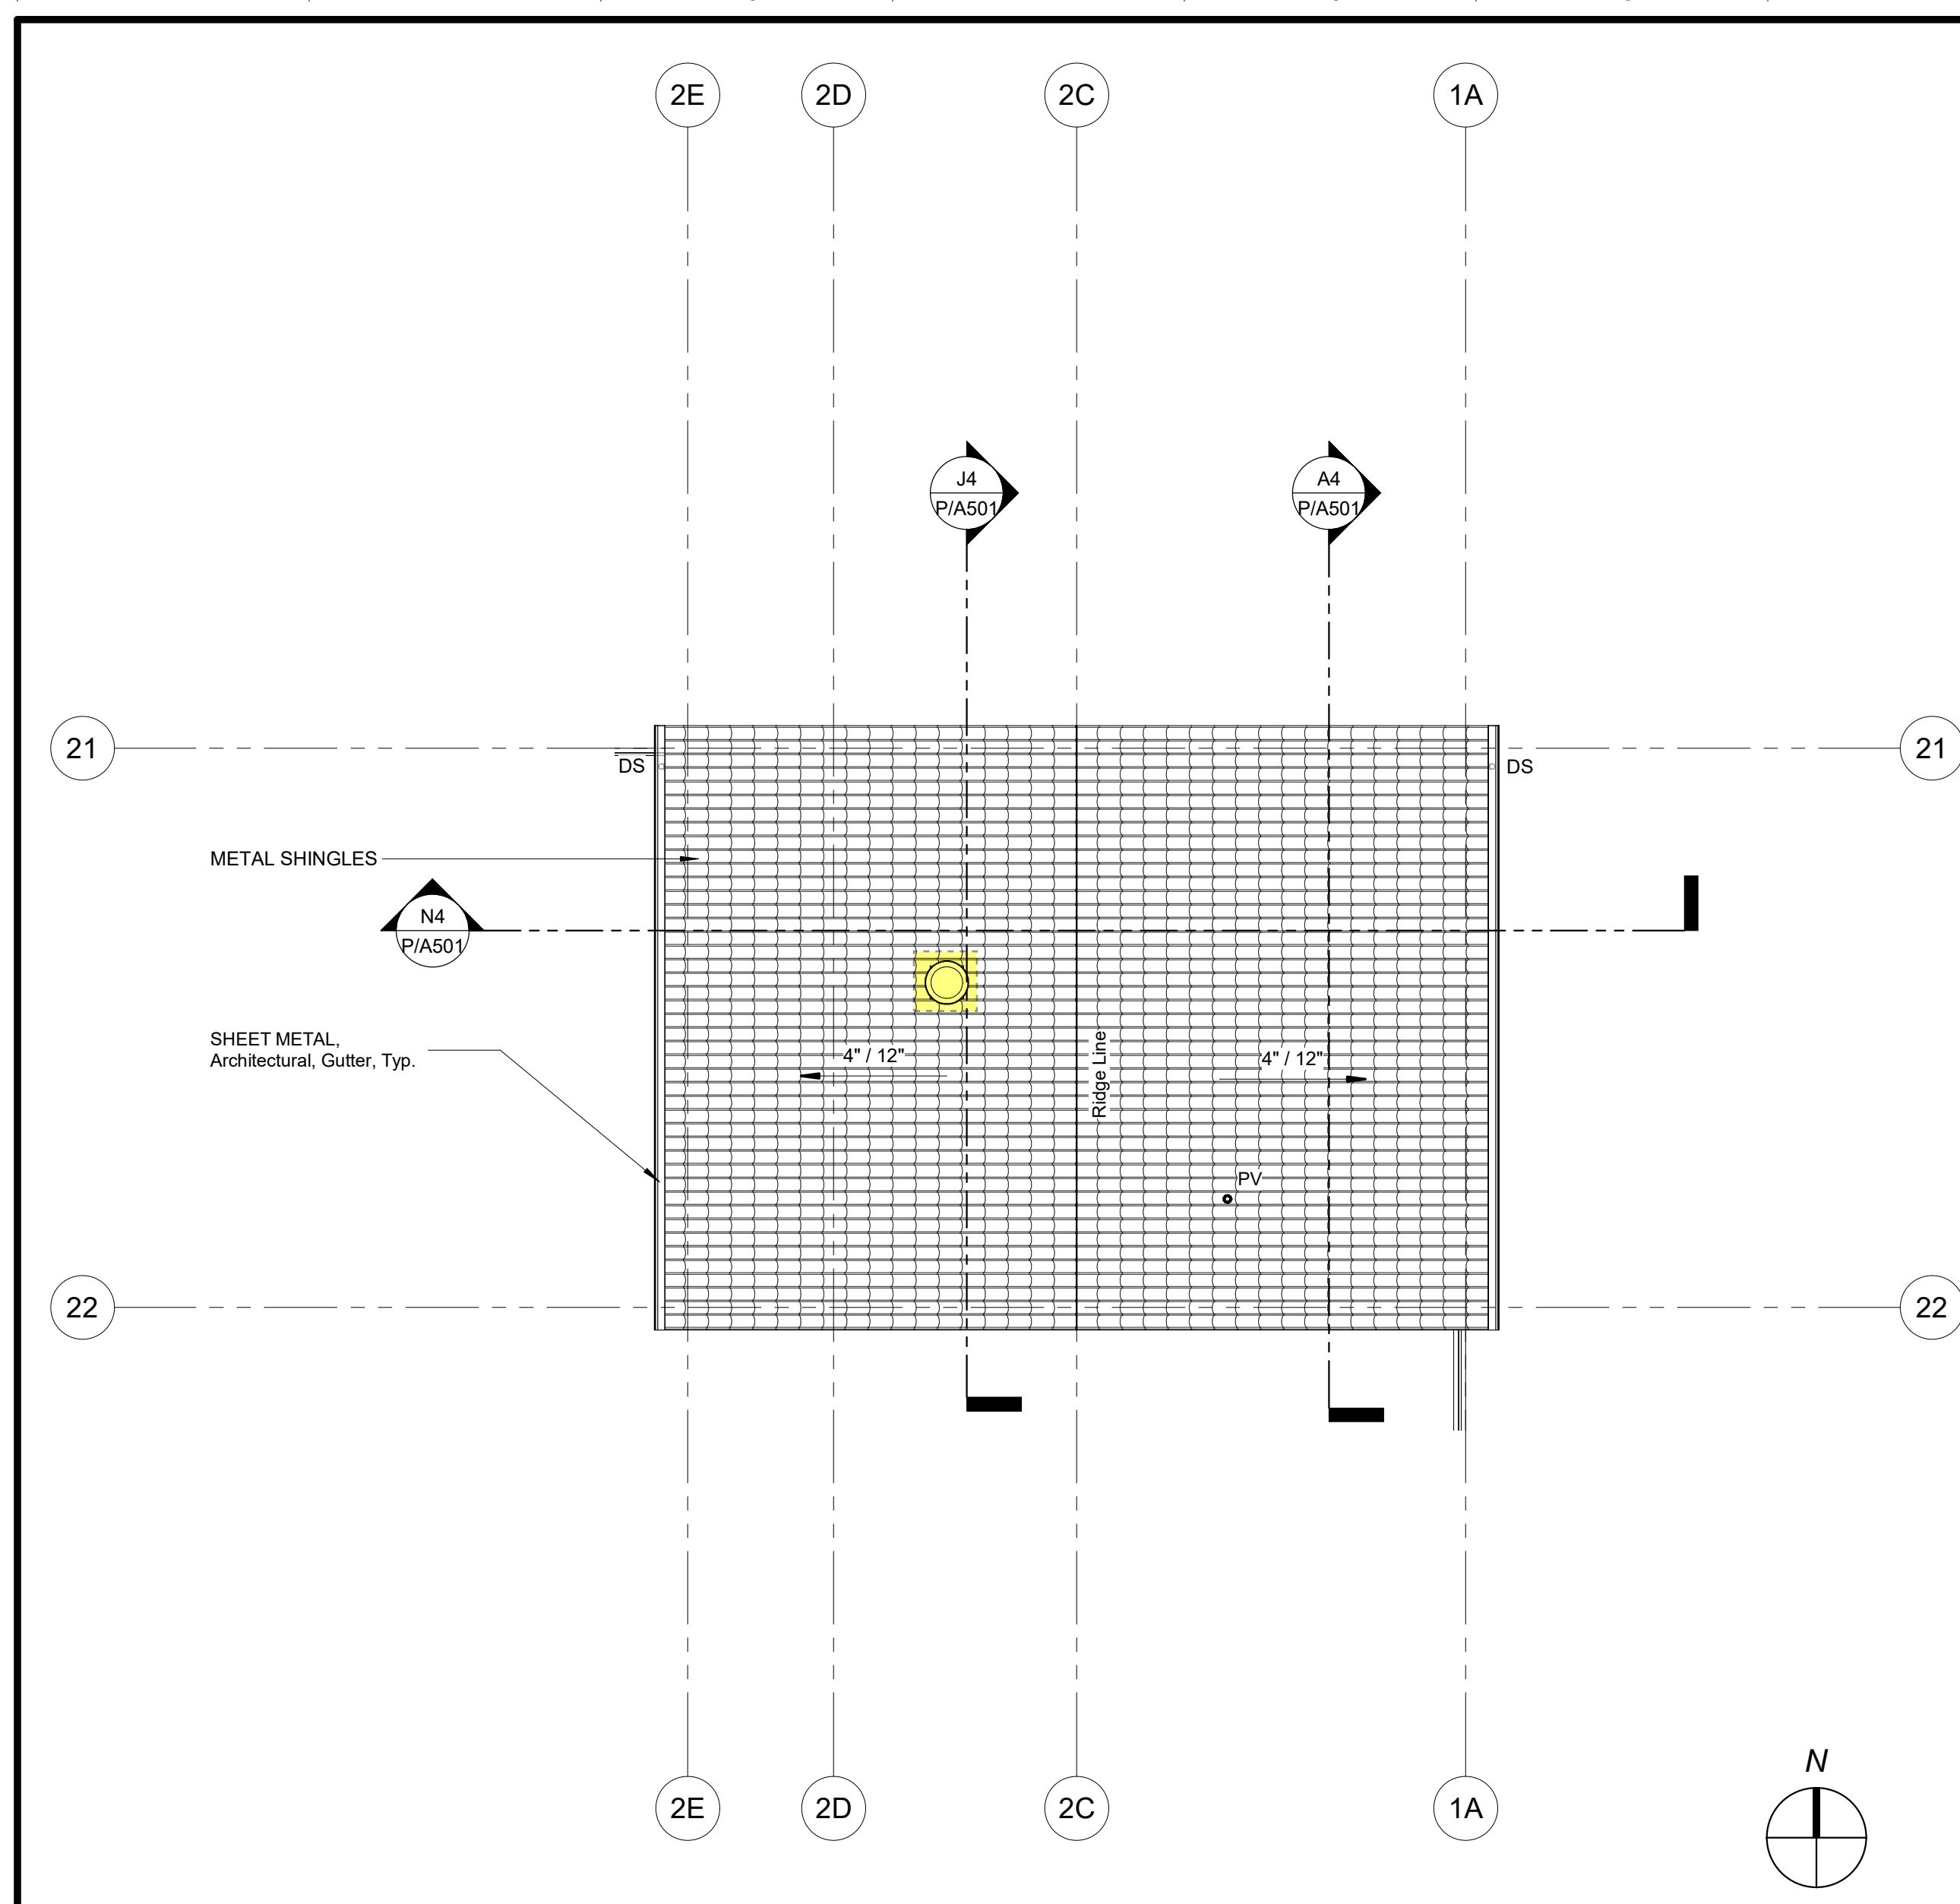 2E
2D
2C
1A
J4
P/A501
A4
P/A501
21
21
DS
DS
METAL SHINGLES
N4
P/A501
SHEET METAL,
Architectural, Gutter, Typ.
4" / 12"
Ridge Line
4" / 12"
PV
22
22
N
2E
2D
2C
1A